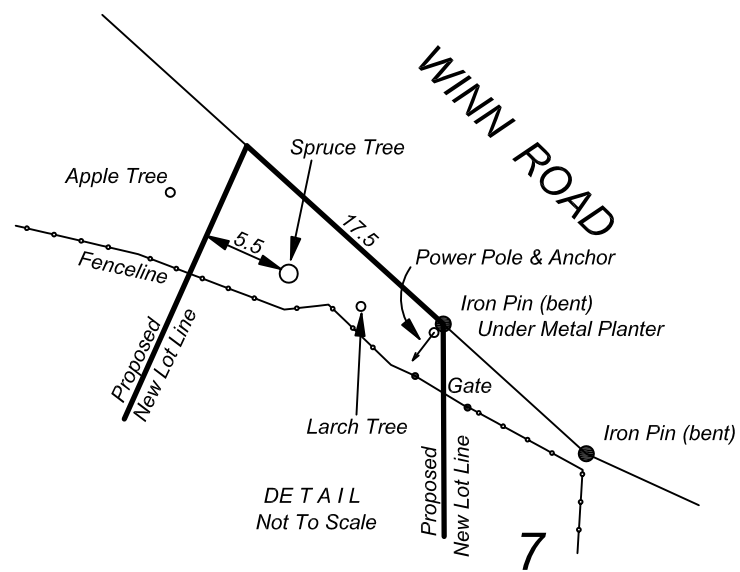 WINN ROAD
Spruce Tree
Apple Tree
17.5
5.5
Power Pole & Anchor
Fenceline
Iron Pin (bent)
Under Metal Planter
Proposed
New Lot Line
Gate
Larch Tree
Iron Pin (bent)
Proposed
New Lot Line
DETAIL
Not To Scale
7